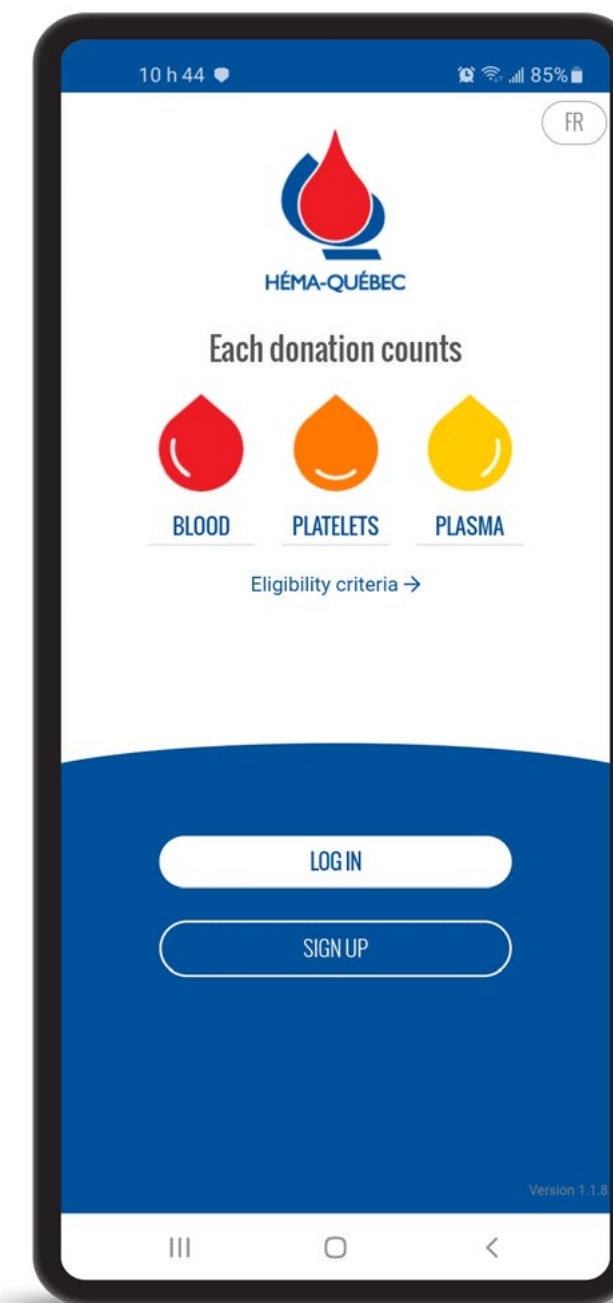 10 h 44 85%
FR
HÉMA-QUÉBEC
Each donation counts
BLOOD PLATELETS PLASMA
Eligibility criteria →
LOG IN
SIGN UP
Version 1.1.8